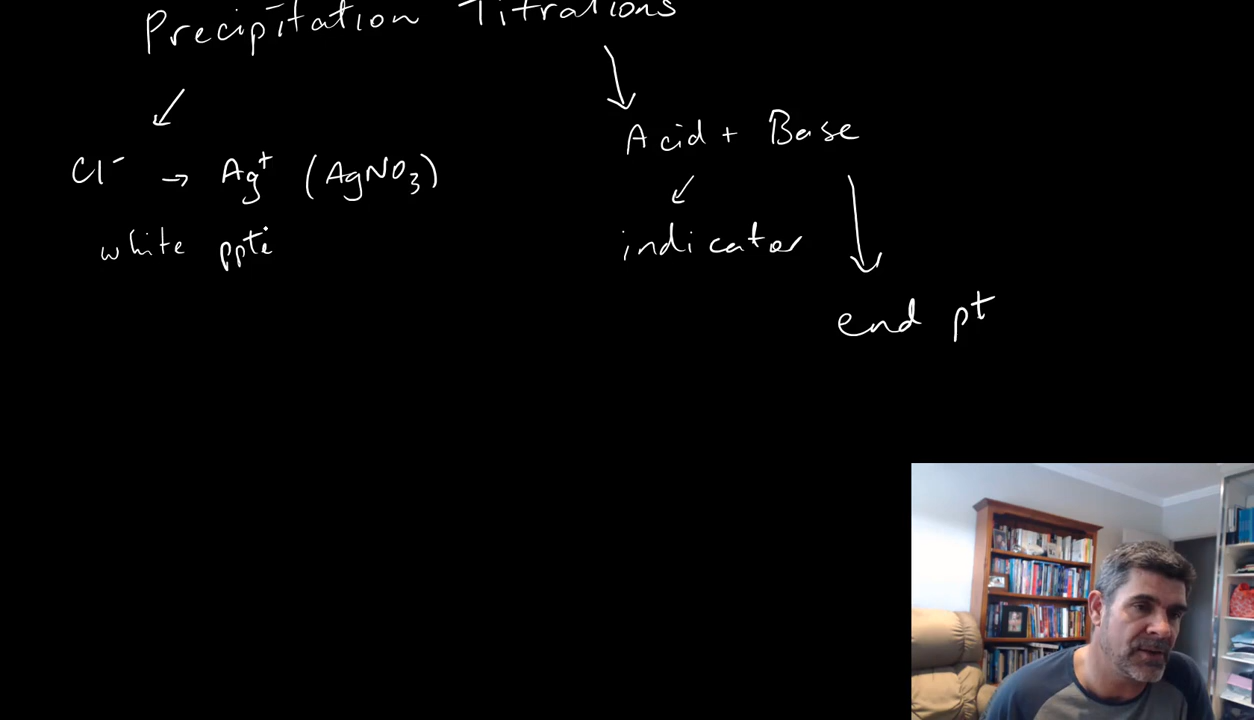 Precipitation Titrations
Acid + Base
Cl⁻ → Ag⁺ (AgNO₃)
indicator
white ppte
end pt